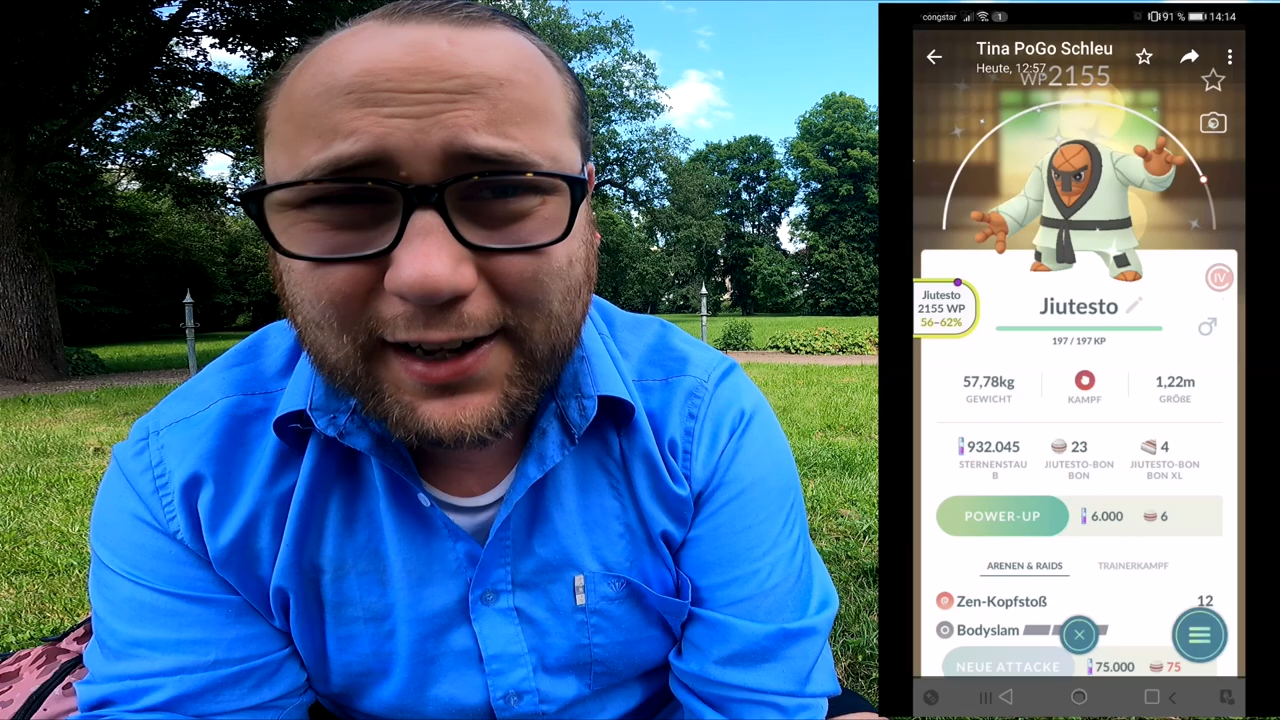 congstar 1 91 % 14:14
Tina PoGo Schleu
Heute, 12:57
WP2155
IV
Jiutesto
2155 WP
56–62%
Jiutesto
197 / 197 KP
57,78kg
GEWICHT
KAMPF
1,22m
GRÖßE
932.045
STERNENSTAU
B
23
JIUTESTO-BON
BON
4
JIUTESTO-BON
BON XL
POWER-UP 6.000 6
ARENEN & RAIDS TRAINERKAMPF
Zen-Kopfstoß 12
Bodyslam
NEUE ATTACKE 75.000 75